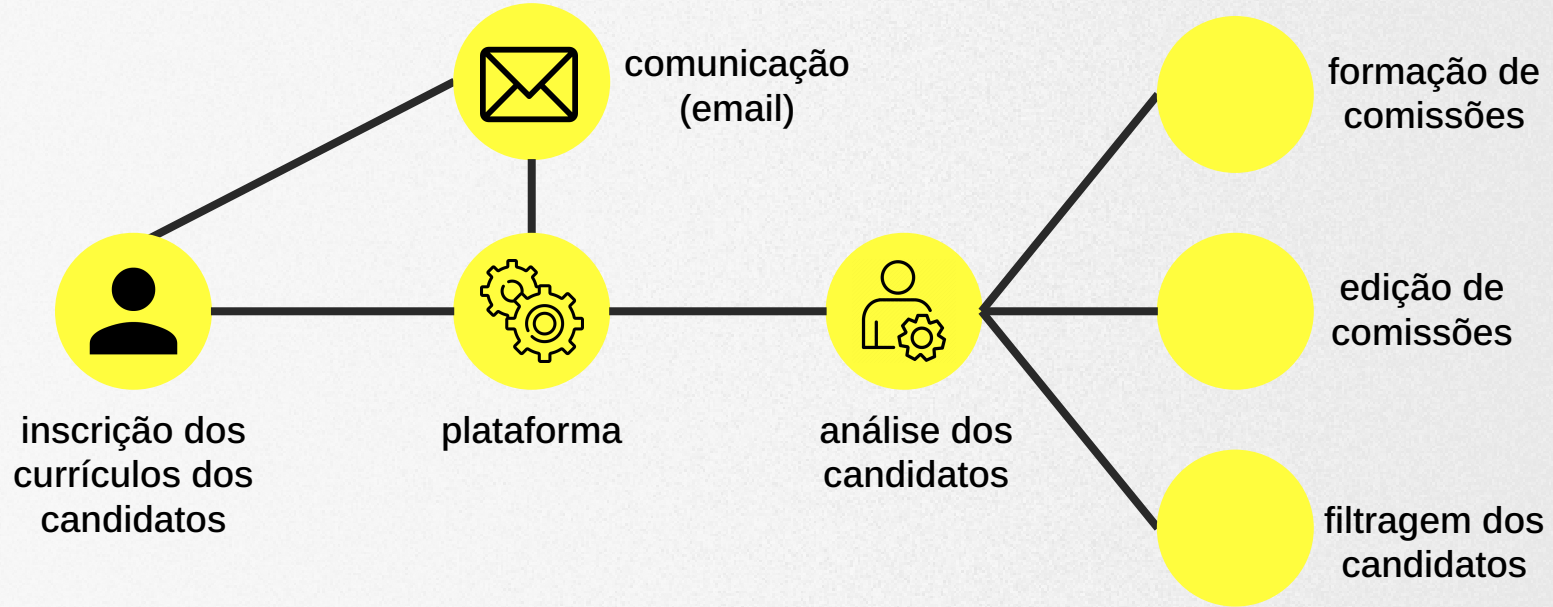 comunicação
(email)
formação de
comissões
edição de
comissões
inscrição dos
currículos dos
candidatos
plataforma
análise dos
candidatos
filtragem dos
candidatos